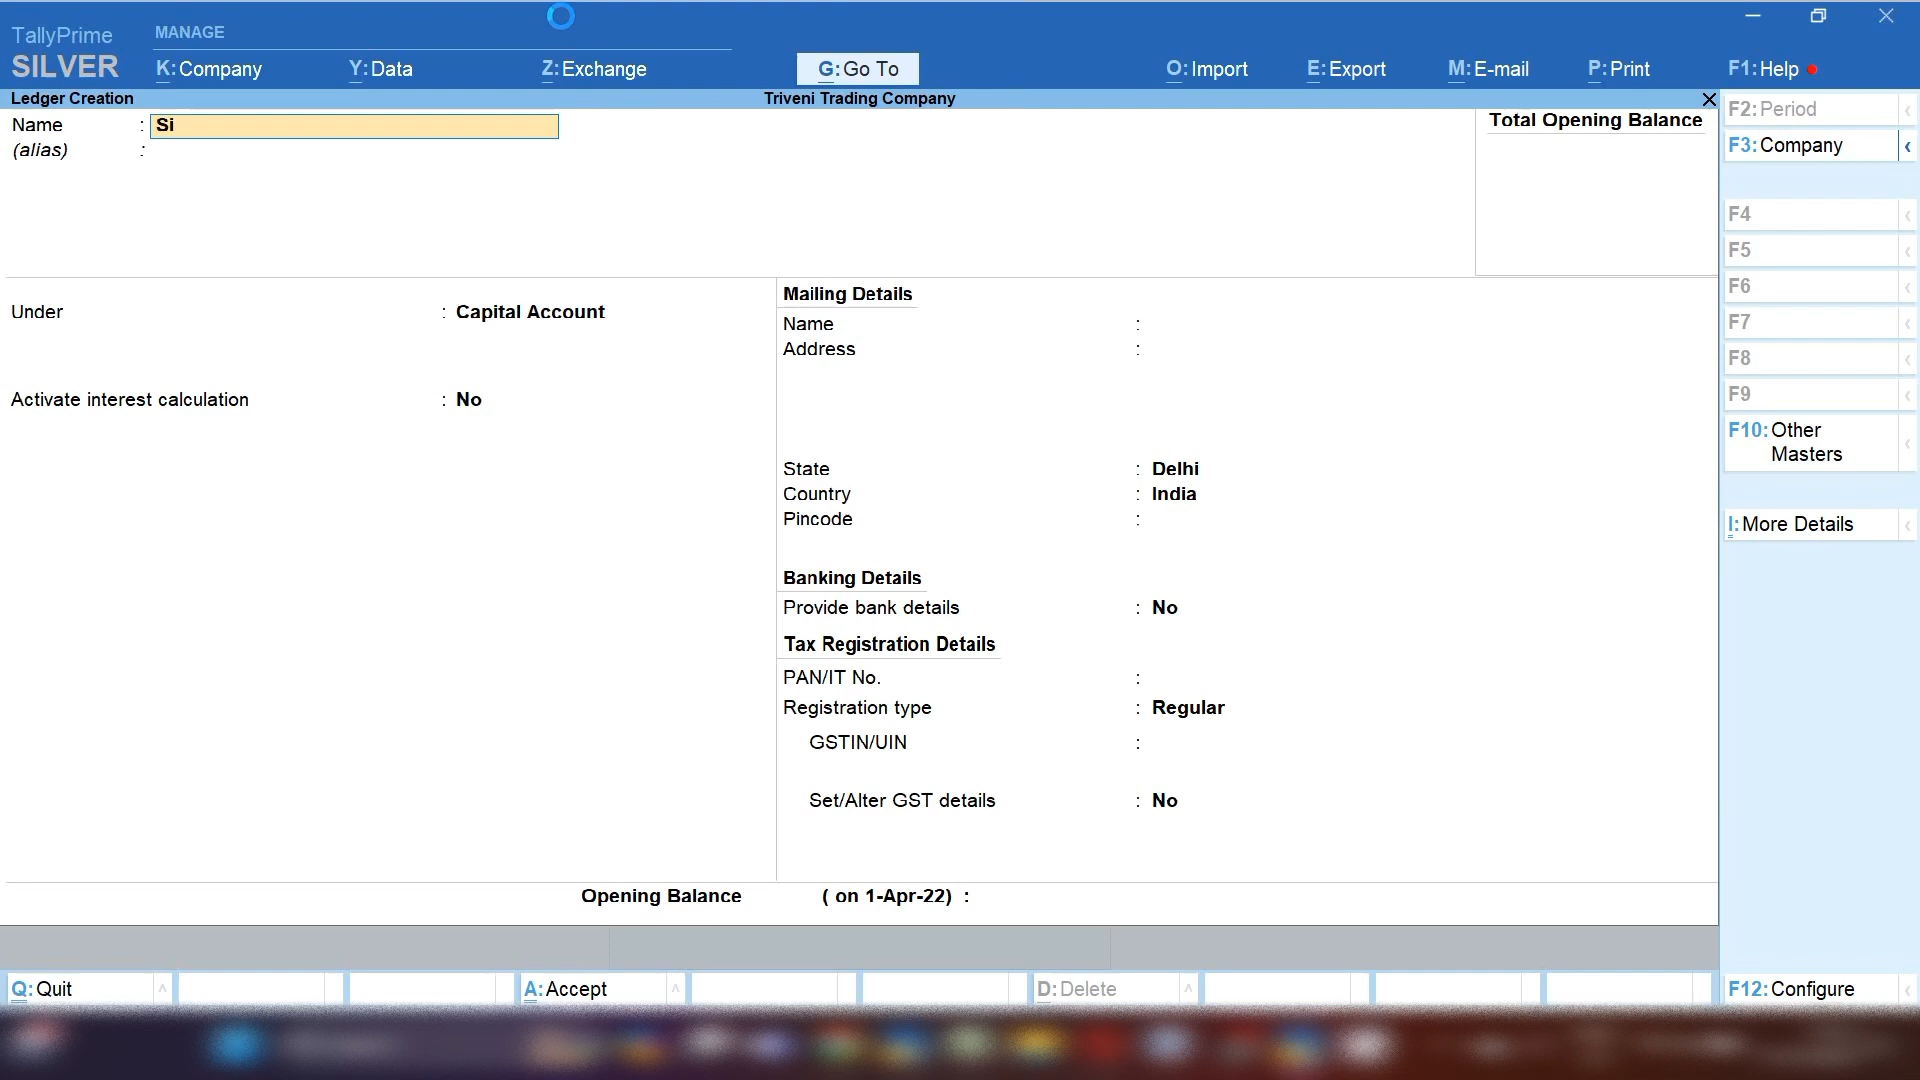 TallyPrime
SILVER
MANAGE
K:Company
Y:Data
Z:Exchange
G:Go To
O:Import
E:Export
M:E-mail
P:Print
F1:Help
Ledger Creation
Triveni Trading Company
Name : Si
(alias) :
Total Opening Balance
Under : Capital Account
Activate interest calculation : No
Mailing Details
Name :
Address :
State : Delhi
Country : India
Pincode :
Banking Details
Provide bank details : No
Tax Registration Details
PAN/IT No. :
Registration type : Regular
GSTIN/UIN :
Set/Alter GST details : No
Opening Balance ( on 1-Apr-22) :
F2:Period
F3:Company
F4
F5
F6
F7
F8
F9
F10:Other
Masters
I:More Details
Q:Quit
A:Accept
D:Delete
F12:Configure